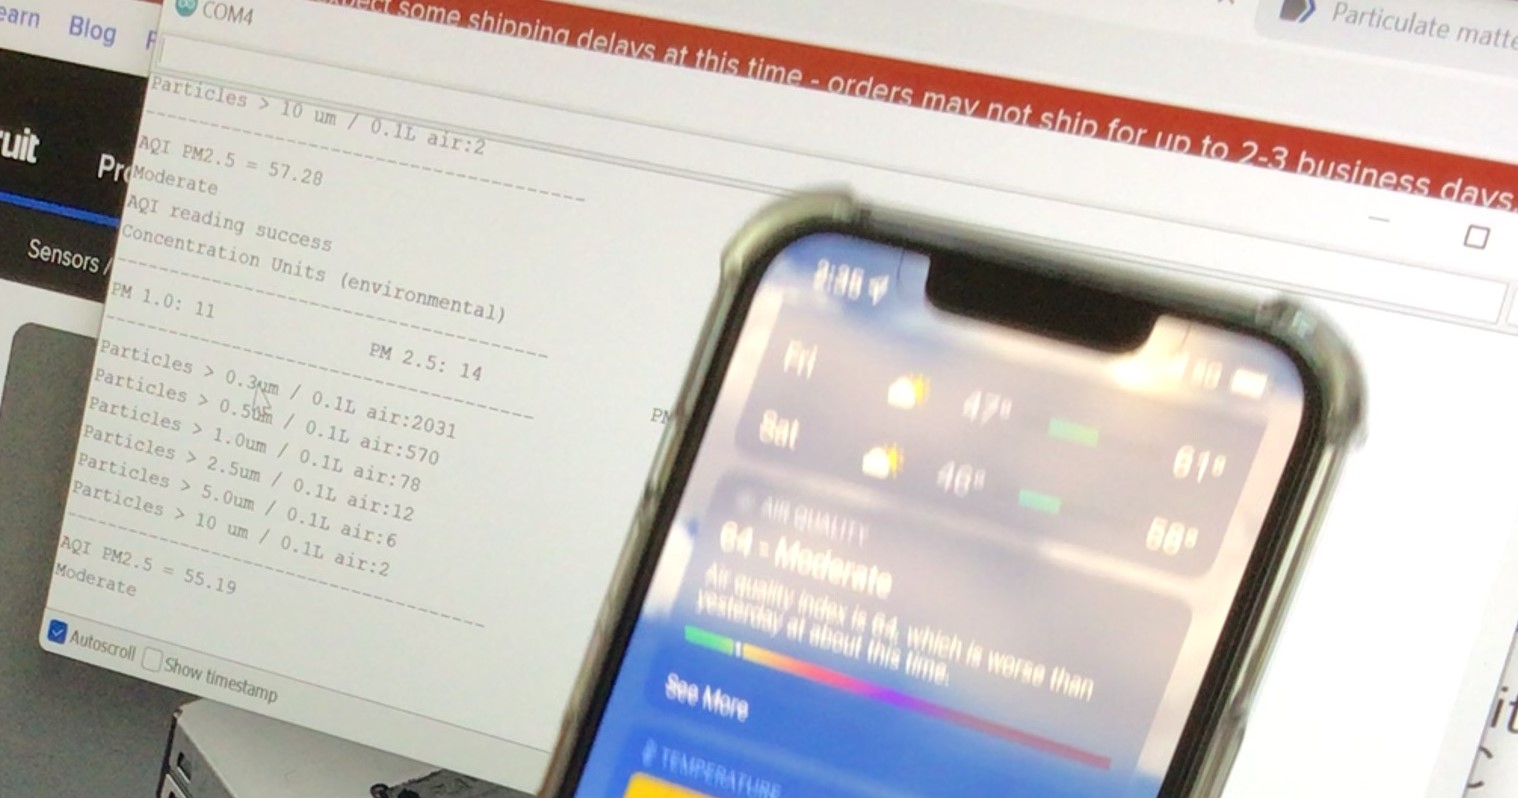 earn Blog
COM4
expect some shipping delays at this time - orders may not ship for up to 2-3 business days.
Particulate matte
uit
Pro
Sensors /
Particles > 10 um / 0.1L air:2
---------------------------------------
AQI PM2.5 = 57.28
Moderate
AQI reading success
Concentration Units (environmental)
---------------------------------------
PM 1.0: 11 PM 2.5: 14 PM
---------------------------------------
Particles > 0.3um / 0.1L air:2031
Particles > 0.5um / 0.1L air:570
Particles > 1.0um / 0.1L air:78
Particles > 2.5um / 0.1L air:12
Particles > 5.0um / 0.1L air:6
Particles > 10 um / 0.1L air:2
---------------------------------------
AQI PM2.5 = 55.19
Moderate
Autoscroll Show timestamp
Fri 47° 61°
Sat 46°
AIR QUALITY
64 - Moderate
Air quality index is 64, which is worse than
yesterday at about this time.
See More
TEMPERATURE